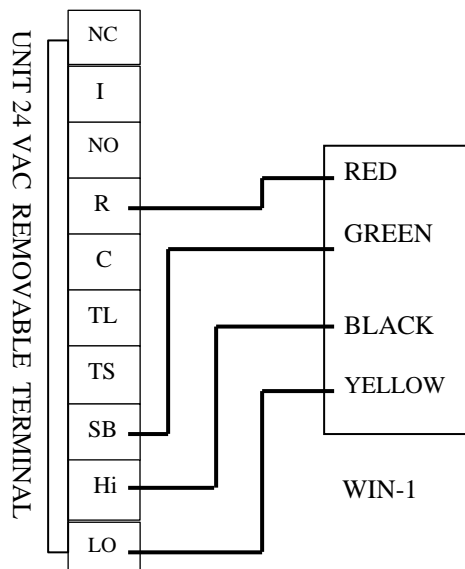 UNIT 24 VAC REMOVABLE TERMINAL
NC
I
NO
R
C
TL
TS
SB
Hi
LO
RED
GREEN
BLACK
YELLOW
WIN-1